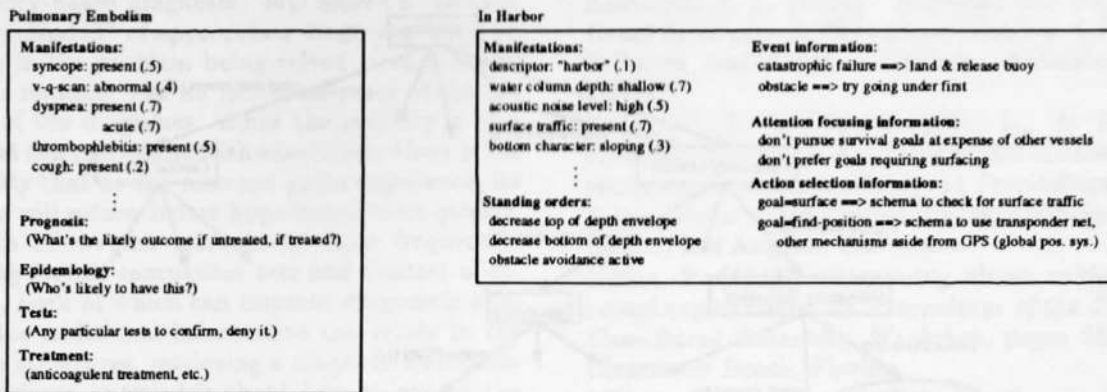 Pulmonary Embolism
Manifestations:
syncope: present (.5)
v-q-scan: abnormal (.4)
dyspnea: present (.7)
acute (.7)
thrombophlebitis: present (.5)
cough: present (.2)
⋮
Prognosis:
(What's the likely outcome if untreated, if treated?)
Epidemiology:
(Who's likely to have this?)
Tests:
(Any particular tests to confirm, deny it.)
Treatment:
(anticoagulent treatment, etc.)
In Harbor
Manifestations:
descriptor: "harbor" (.1)
water column depth: shallow (.7)
acoustic noise level: high (.5)
surface traffic: present (.7)
bottom character: sloping (.3)
⋮
Standing orders:
decrease top of depth envelope
decrease bottom of depth envelope
obstacle avoidance active
Event information:
catastrophic failure ==> land & release buoy
obstacle ==> try going under first
Attention focusing information:
don't pursue survival goals at expense of other vessels
don't prefer goals requiring surfacing
Action selection information:
goal=surface ==> schema to check for surface traffic
goal=find-position ==> schema to use transponder net,
other mechanisms aside from GPS (global pos. sys.)